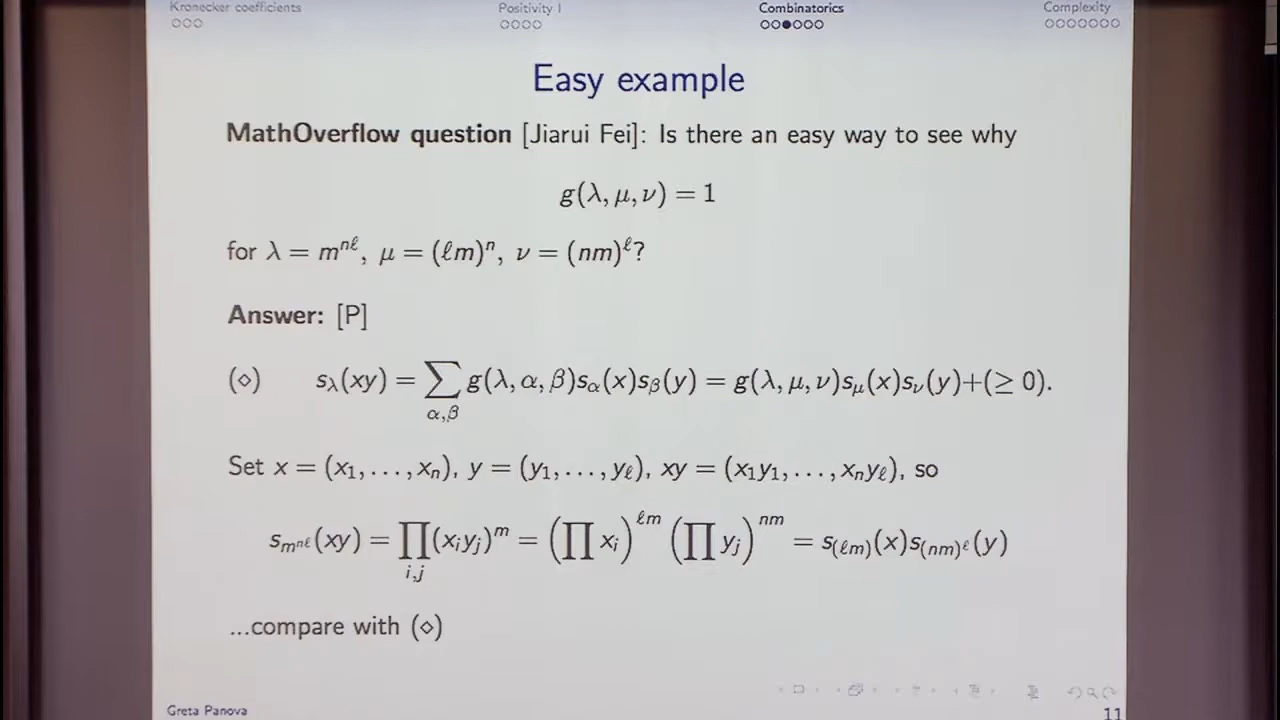 Kronecker coefficients Positivity I Combinatorics Complexity
Easy example
MathOverflow question [Jiarui Fei]: Is there an easy way to see why
g(λ, μ, ν) = 1
for λ = m^{nℓ}, μ = (ℓm)^n, ν = (nm)^ℓ?
Answer: [P]
(⋄) s_λ(xy) = ∑_{α,β} g(λ, α, β)s_α(x)s_β(y) = g(λ, μ, ν)s_μ(x)s_ν(y)+(≥ 0).
Set x = (x_1, . . . , x_n), y = (y_1, . . . , y_ℓ), xy = (x_1y_1, . . . , x_ny_ℓ), so
s_{m^{nℓ}}(xy) = ∏_{i,j}(x_iy_j)^m = (∏ x_i)^{ℓm} (∏ y_j)^{nm} = s_{(ℓm)}(x)s_{(nm)^ℓ}(y)
...compare with (⋄)
Greta Panova 11